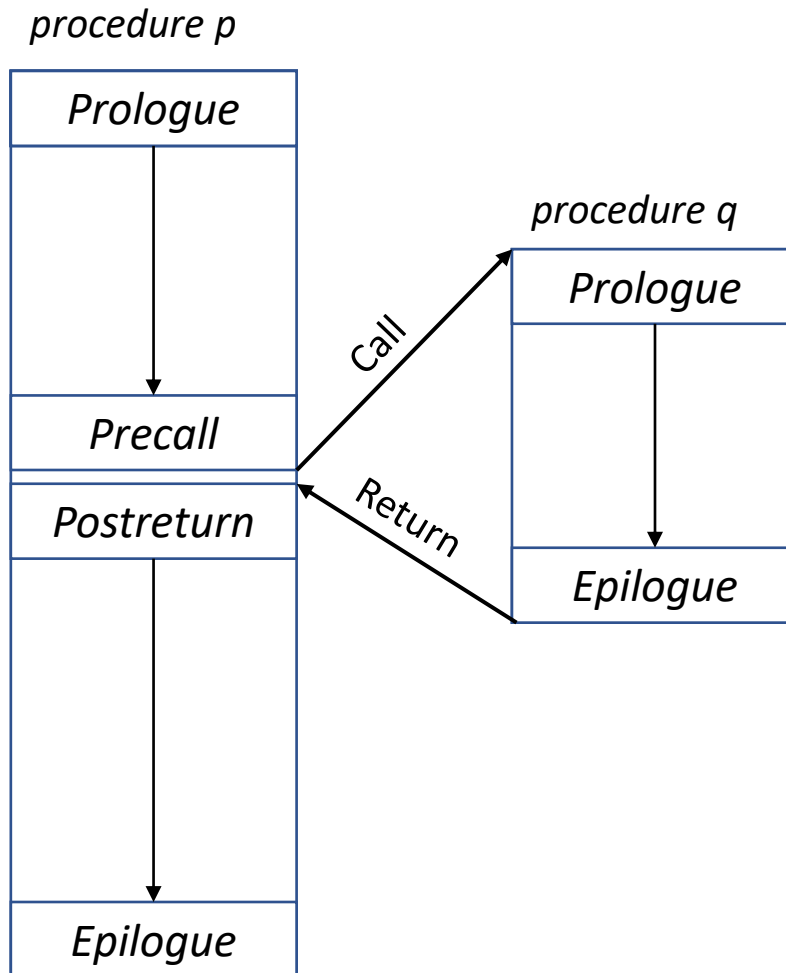 procedure p
Prologue
Precall
Postreturn
Epilogue
Call
Return
procedure q
Prologue
Epilogue